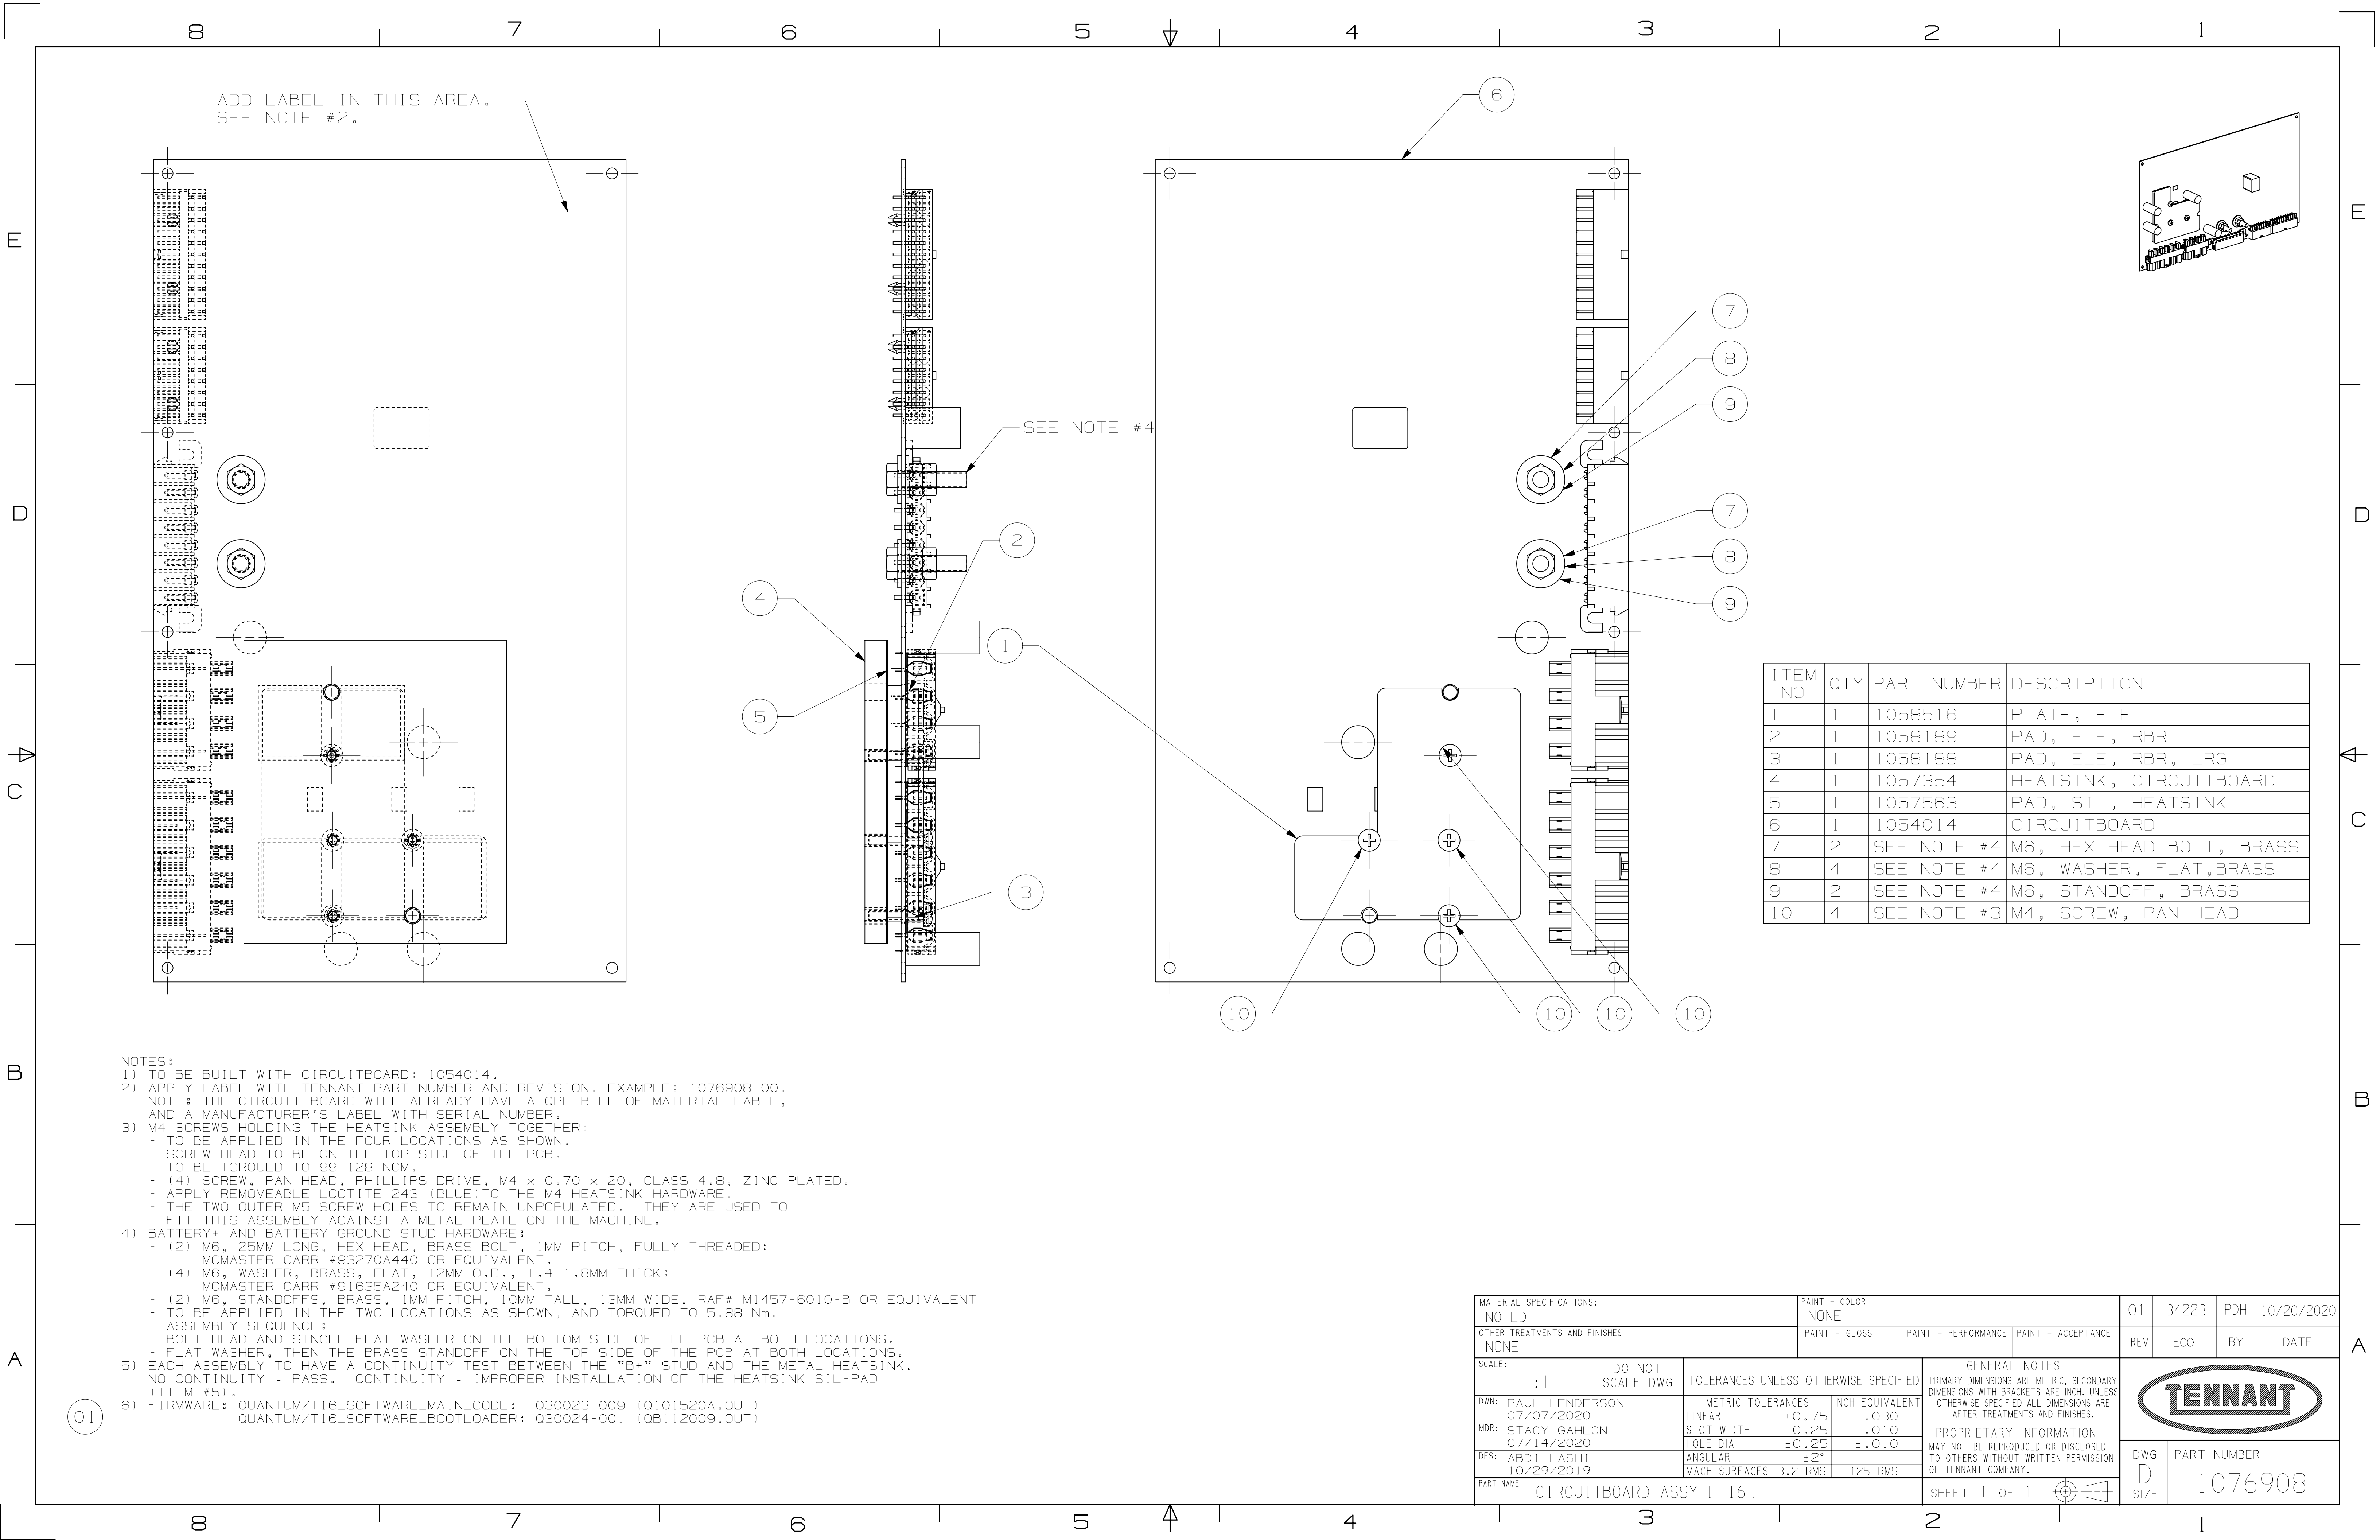 8 7 6 5 4 3 2 1
ADD LABEL IN THIS AREA.
SEE NOTE #2.
6
E
E
7
8
9
SEE NOTE #4
D
D
7
2
8
4
9
1
5
ITEM NO QTY PART NUMBER DESCRIPTION
1 1 1058516 PLATE, ELE
2 1 1058189 PAD, ELE, RBR
3 1 1058188 PAD, ELE, RBR, LRG
4 1 1057354 HEATSINK, CIRCUITBOARD
5 1 1057563 PAD, SIL, HEATSINK
6 1 1054014 CIRCUITBOARD
7 2 SEE NOTE #4 M6, HEX HEAD BOLT, BRASS
8 4 SEE NOTE #4 M6, WASHER, FLAT,BRASS
9 2 SEE NOTE #4 M6, STANDOFF, BRASS
10 4 SEE NOTE #3 M4, SCREW, PAN HEAD
C
C
3
10 10 10 10
B
B
NOTES:
1) TO BE BUILT WITH CIRCUITBOARD: 1054014.
2) APPLY LABEL WITH TENNANT PART NUMBER AND REVISION. EXAMPLE: 1076908-00.
NOTE: THE CIRCUIT BOARD WILL ALREADY HAVE A QPL BILL OF MATERIAL LABEL,
AND A MANUFACTURER'S LABEL WITH SERIAL NUMBER.
3) M4 SCREWS HOLDING THE HEATSINK ASSEMBLY TOGETHER:
- TO BE APPLIED IN THE FOUR LOCATIONS AS SHOWN.
- SCREW HEAD TO BE ON THE TOP SIDE OF THE PCB.
- TO BE TORQUED TO 99-128 NCM.
- (4) SCREW, PAN HEAD, PHILLIPS DRIVE, M4 x 0.70 x 20, CLASS 4.8, ZINC PLATED.
- APPLY REMOVEABLE LOCTITE 243 (BLUE)TO THE M4 HEATSINK HARDWARE.
- THE TWO OUTER M5 SCREW HOLES TO REMAIN UNPOPULATED. THEY ARE USED TO
FIT THIS ASSEMBLY AGAINST A METAL PLATE ON THE MACHINE.
4) BATTERY+ AND BATTERY GROUND STUD HARDWARE:
- (2) M6, 25MM LONG, HEX HEAD, BRASS BOLT, 1MM PITCH, FULLY THREADED:
MCMASTER CARR #93270A440 OR EQUIVALENT.
- (4) M6, WASHER, BRASS, FLAT, 12MM O.D., 1.4-1.8MM THICK:
MCMASTER CARR #91635A240 OR EQUIVALENT.
- (2) M6, STANDOFFS, BRASS, 1MM PITCH, 10MM TALL, 13MM WIDE. RAF# M1457-6010-B OR EQUIVALENT
- TO BE APPLIED IN THE TWO LOCATIONS AS SHOWN, AND TORQUED TO 5.88 Nm.
ASSEMBLY SEQUENCE:
- BOLT HEAD AND SINGLE FLAT WASHER ON THE BOTTOM SIDE OF THE PCB AT BOTH LOCATIONS.
- FLAT WASHER, THEN THE BRASS STANDOFF ON THE TOP SIDE OF THE PCB AT BOTH LOCATIONS.
5) EACH ASSEMBLY TO HAVE A CONTINUITY TEST BETWEEN THE "B+" STUD AND THE METAL HEATSINK.
NO CONTINUITY = PASS. CONTINUITY = IMPROPER INSTALLATION OF THE HEATSINK SIL-PAD
(ITEM #5).
6) FIRMWARE: QUANTUM/T16_SOFTWARE_MAIN_CODE: Q30023-009 (Q101520A.OUT)
QUANTUM/T16_SOFTWARE_BOOTLOADER: Q30024-001 (QB112009.OUT)
01
A
A
MATERIAL SPECIFICATIONS:
NOTED
PAINT - COLOR
NONE
01 34223 PDH 10/20/2020
OTHER TREATMENTS AND FINISHES
NONE
PAINT - GLOSS PAINT - PERFORMANCE PAINT - ACCEPTANCE
REV ECO BY DATE
SCALE:
1:1
DO NOT
SCALE DWG
DWN: PAUL HENDERSON
07/07/2020
MDR: STACY GAHLON
07/14/2020
DES: ABDI HASHI
10/29/2019
TOLERANCES UNLESS OTHERWISE SPECIFIED
METRIC TOLERANCES INCH EQUIVALENT
LINEAR ±0.75 ±.030
SLOT WIDTH ±0.25 ±.010
HOLE DIA ±0.25 ±.010
ANGULAR ±2°
MACH SURFACES 3.2 RMS 125 RMS
GENERAL NOTES
PRIMARY DIMENSIONS ARE METRIC, SECONDARY
DIMENSIONS WITH BRACKETS ARE INCH. UNLESS
OTHERWISE SPECIFIED ALL DIMENSIONS ARE
AFTER TREATMENTS AND FINISHES.
PROPRIETARY INFORMATION
MAY NOT BE REPRODUCED OR DISCLOSED
TO OTHERS WITHOUT WRITTEN PERMISSION
OF TENNANT COMPANY.
TENNANT
PART NAME: CIRCUITBOARD ASSY [T16]
SHEET 1 OF 1
DWG
D
SIZE
PART NUMBER
1076908
8 7 6 5 4 3 2 1